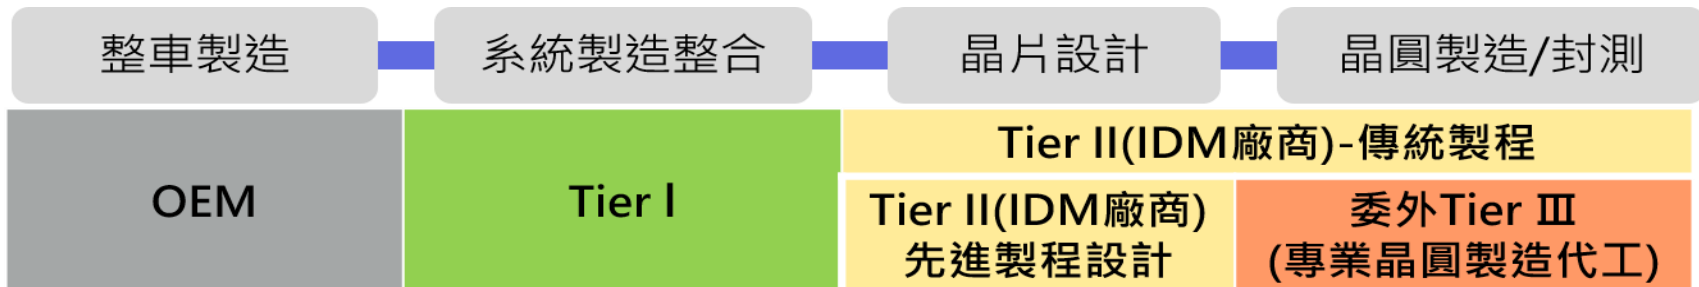 整車製造
系統製造整合
晶片設計
晶圓製造/封測
OEM
Tier Ⅰ
Tier II(IDM廠商)-傳統製程
Tier II(IDM廠商)
先進製程設計
委外Tier Ⅲ
(專業晶圓製造代工)